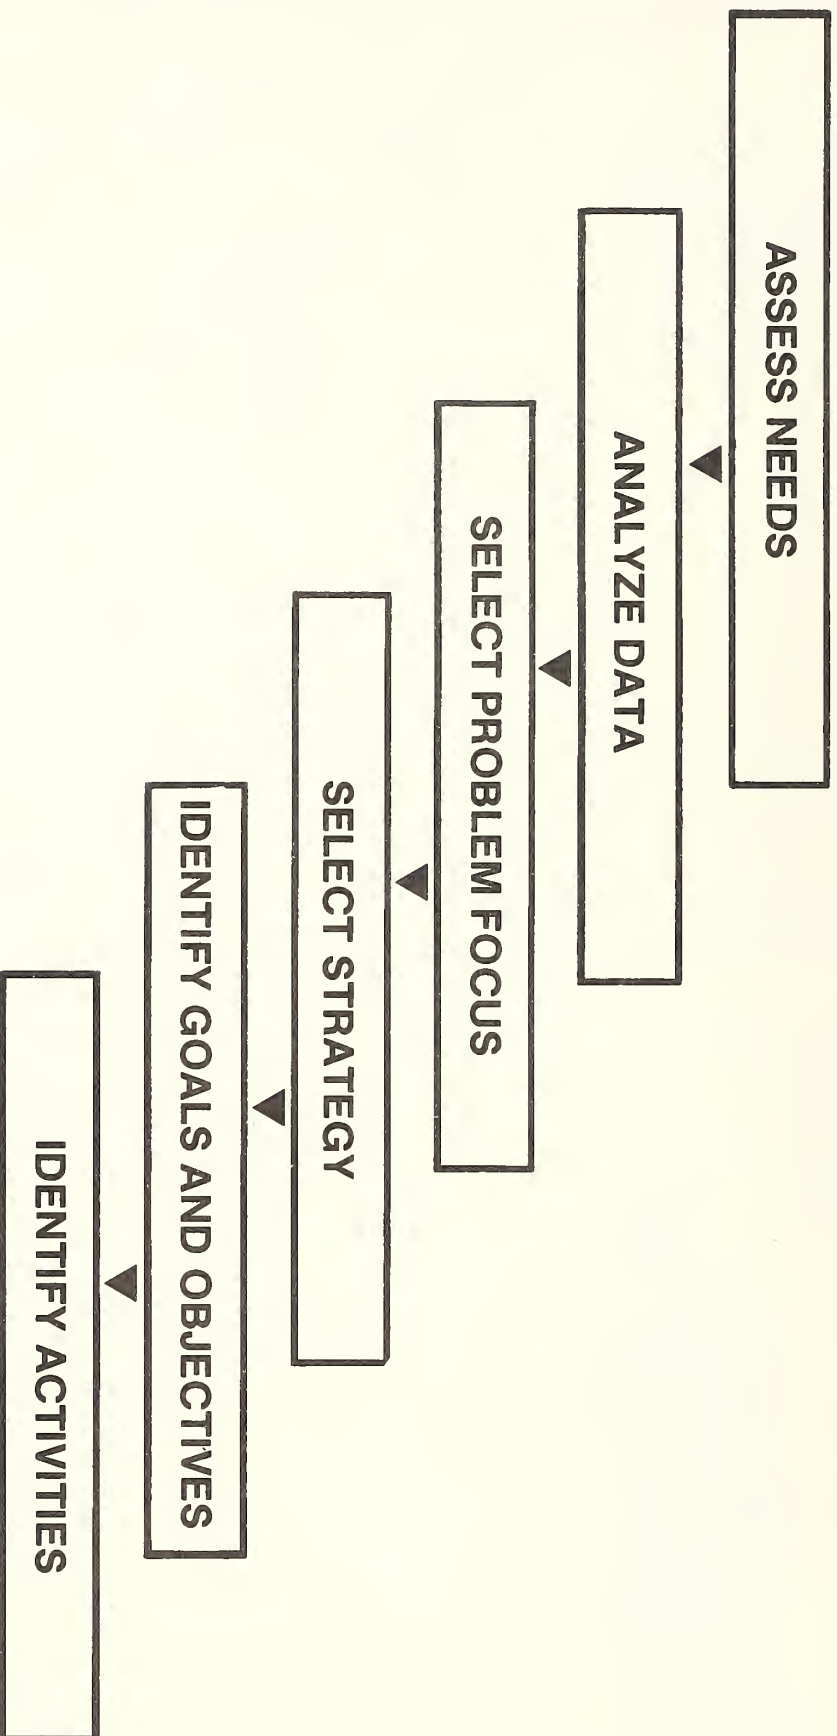 ASSESS NEEDS
ANALYZE DATA
SELECT PROBLEM FOCUS
SELECT STRATEGY
IDENTIFY GOALS AND OBJECTIVES
IDENTIFY ACTIVITIES